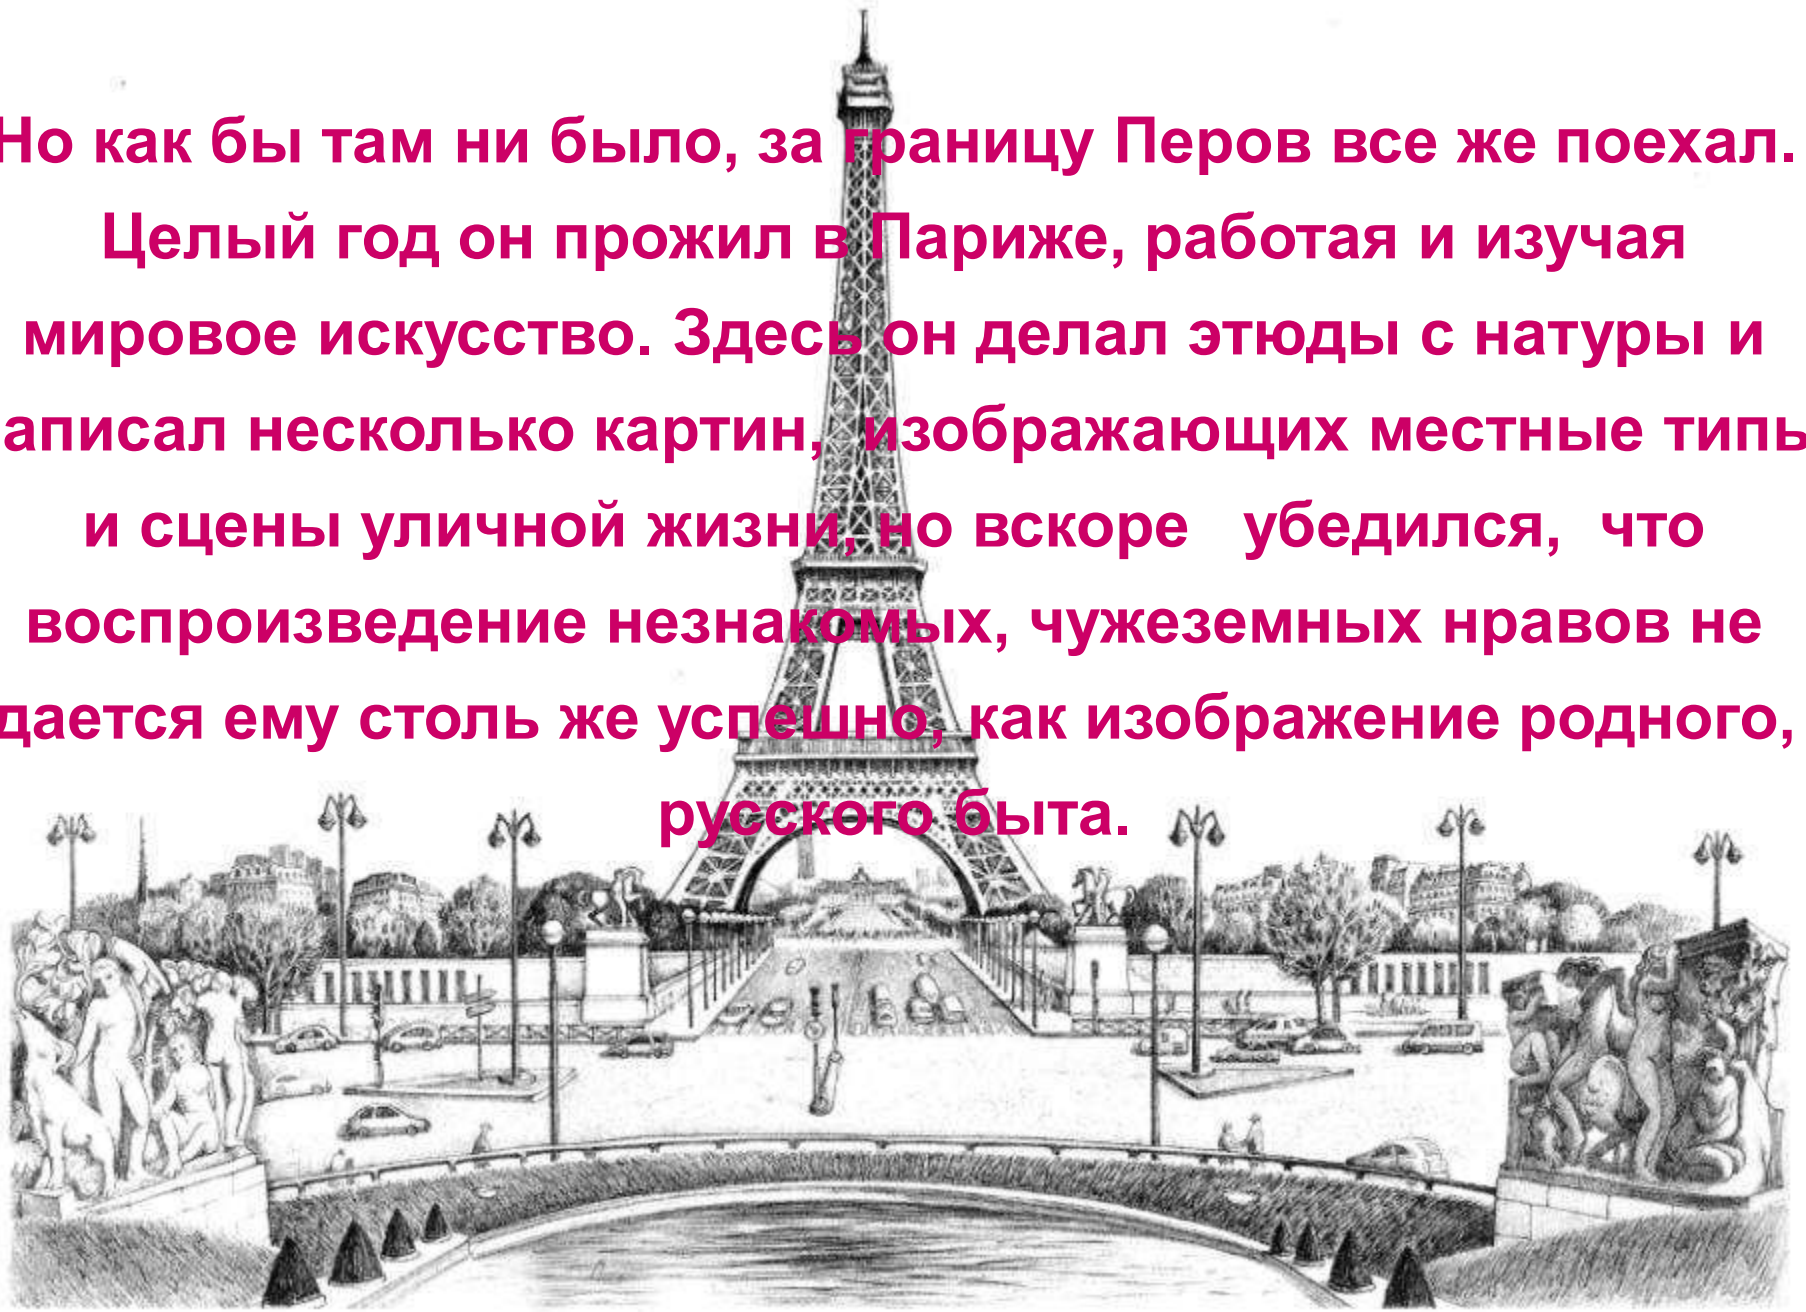 Но как бы там ни было, за границу Перов все же поехал.
Целый год он прожил в Париже, работая и изучая
мировое искусство. Здесь он делал этюды с натуры и
аписал несколько картин, изображающих местные типы
и сцены уличной жизни, но вскоре убедился, что
воспроизведение незнакомых, чужеземных нравов не
дается ему столь же успешно, как изображение родного,
русского быта.